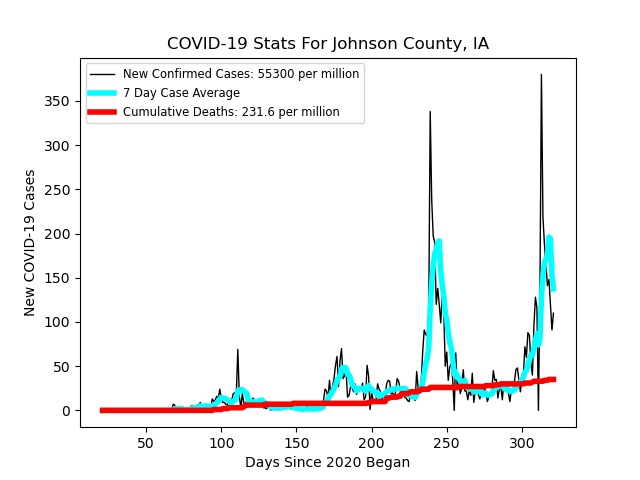 COVID-19 Stats For Johnson County, IA
New Confirmed Cases: 55300 per million
7 Day Case Average
Cumulative Deaths: 231.6 per million
New COVID-19 Cases
350
300
250
200
150
100
50
0
50 100 150 200 250 300
Days Since 2020 Began